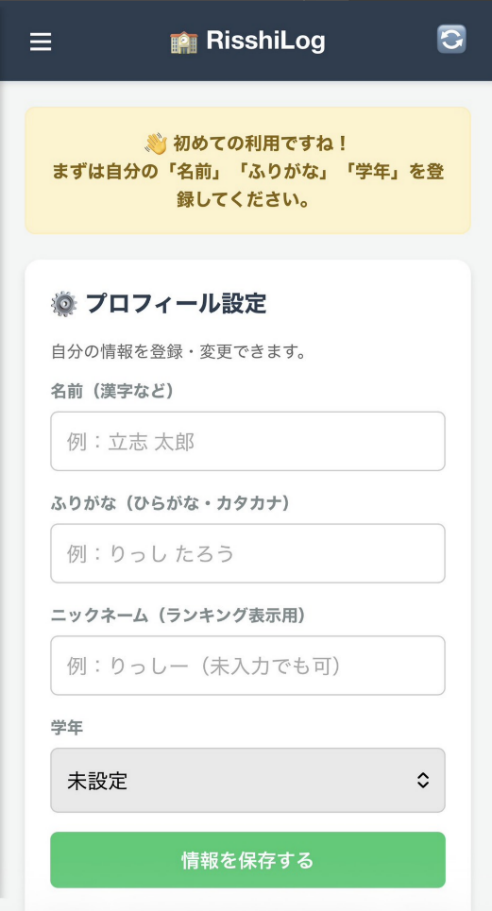 RisshiLog
初めての利用ですね!
まずは自分の「名前」「ふりがな」「学年」を登
録してください。
プロフィール設定
自分の情報を登録・変更できます。
名前(漢字など)
例:立志 太郎
ふりがな(ひらがな・カタカナ)
例:りっし たろう
ニックネーム(ランキング表示用)
例:りっしー(未入力でも可)
学年
未設定
情報を保存する